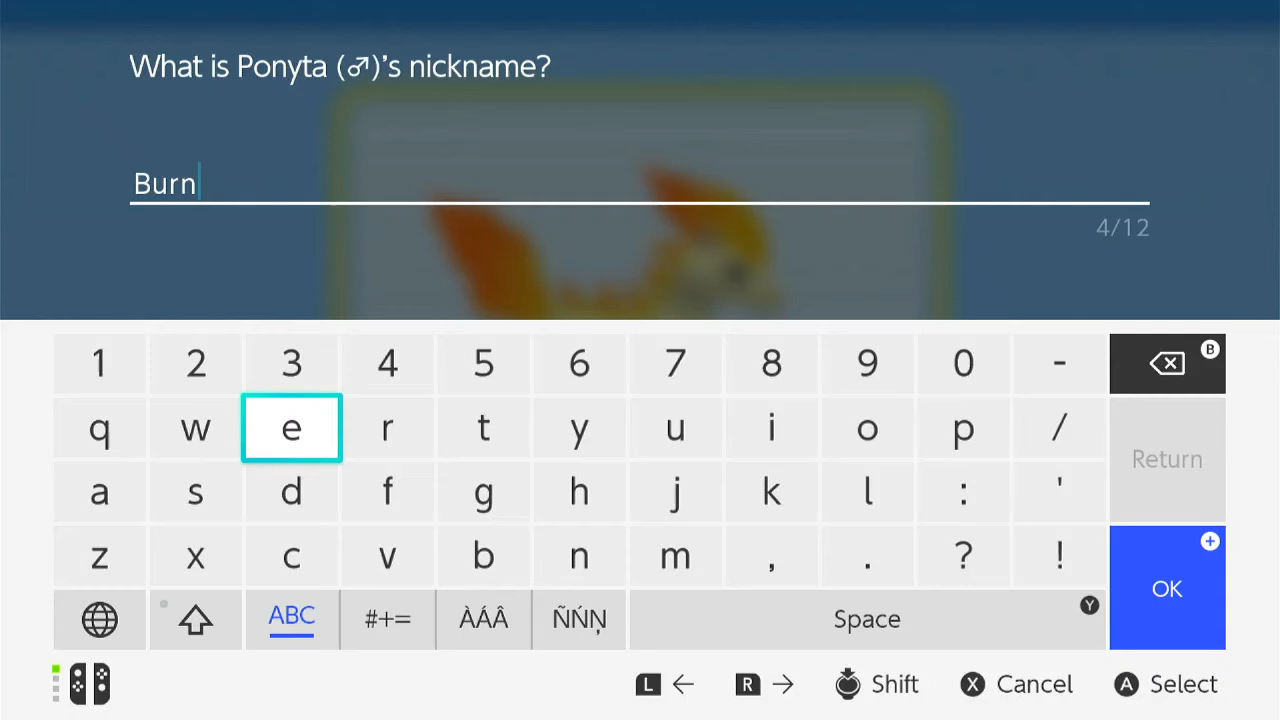 What is Ponyta (♂)'s nickname?
Burn
4/12
1 2 3 4 5 6 7 8 9 0 -
B
q w e r t y u i o p /
Return
a s d f g h j k l : '
z x c v b n m , . ? !
+
OK
ABC #+= ÀÁÂ ÑŃŅ Space Y
L ← R → Shift X Cancel A Select